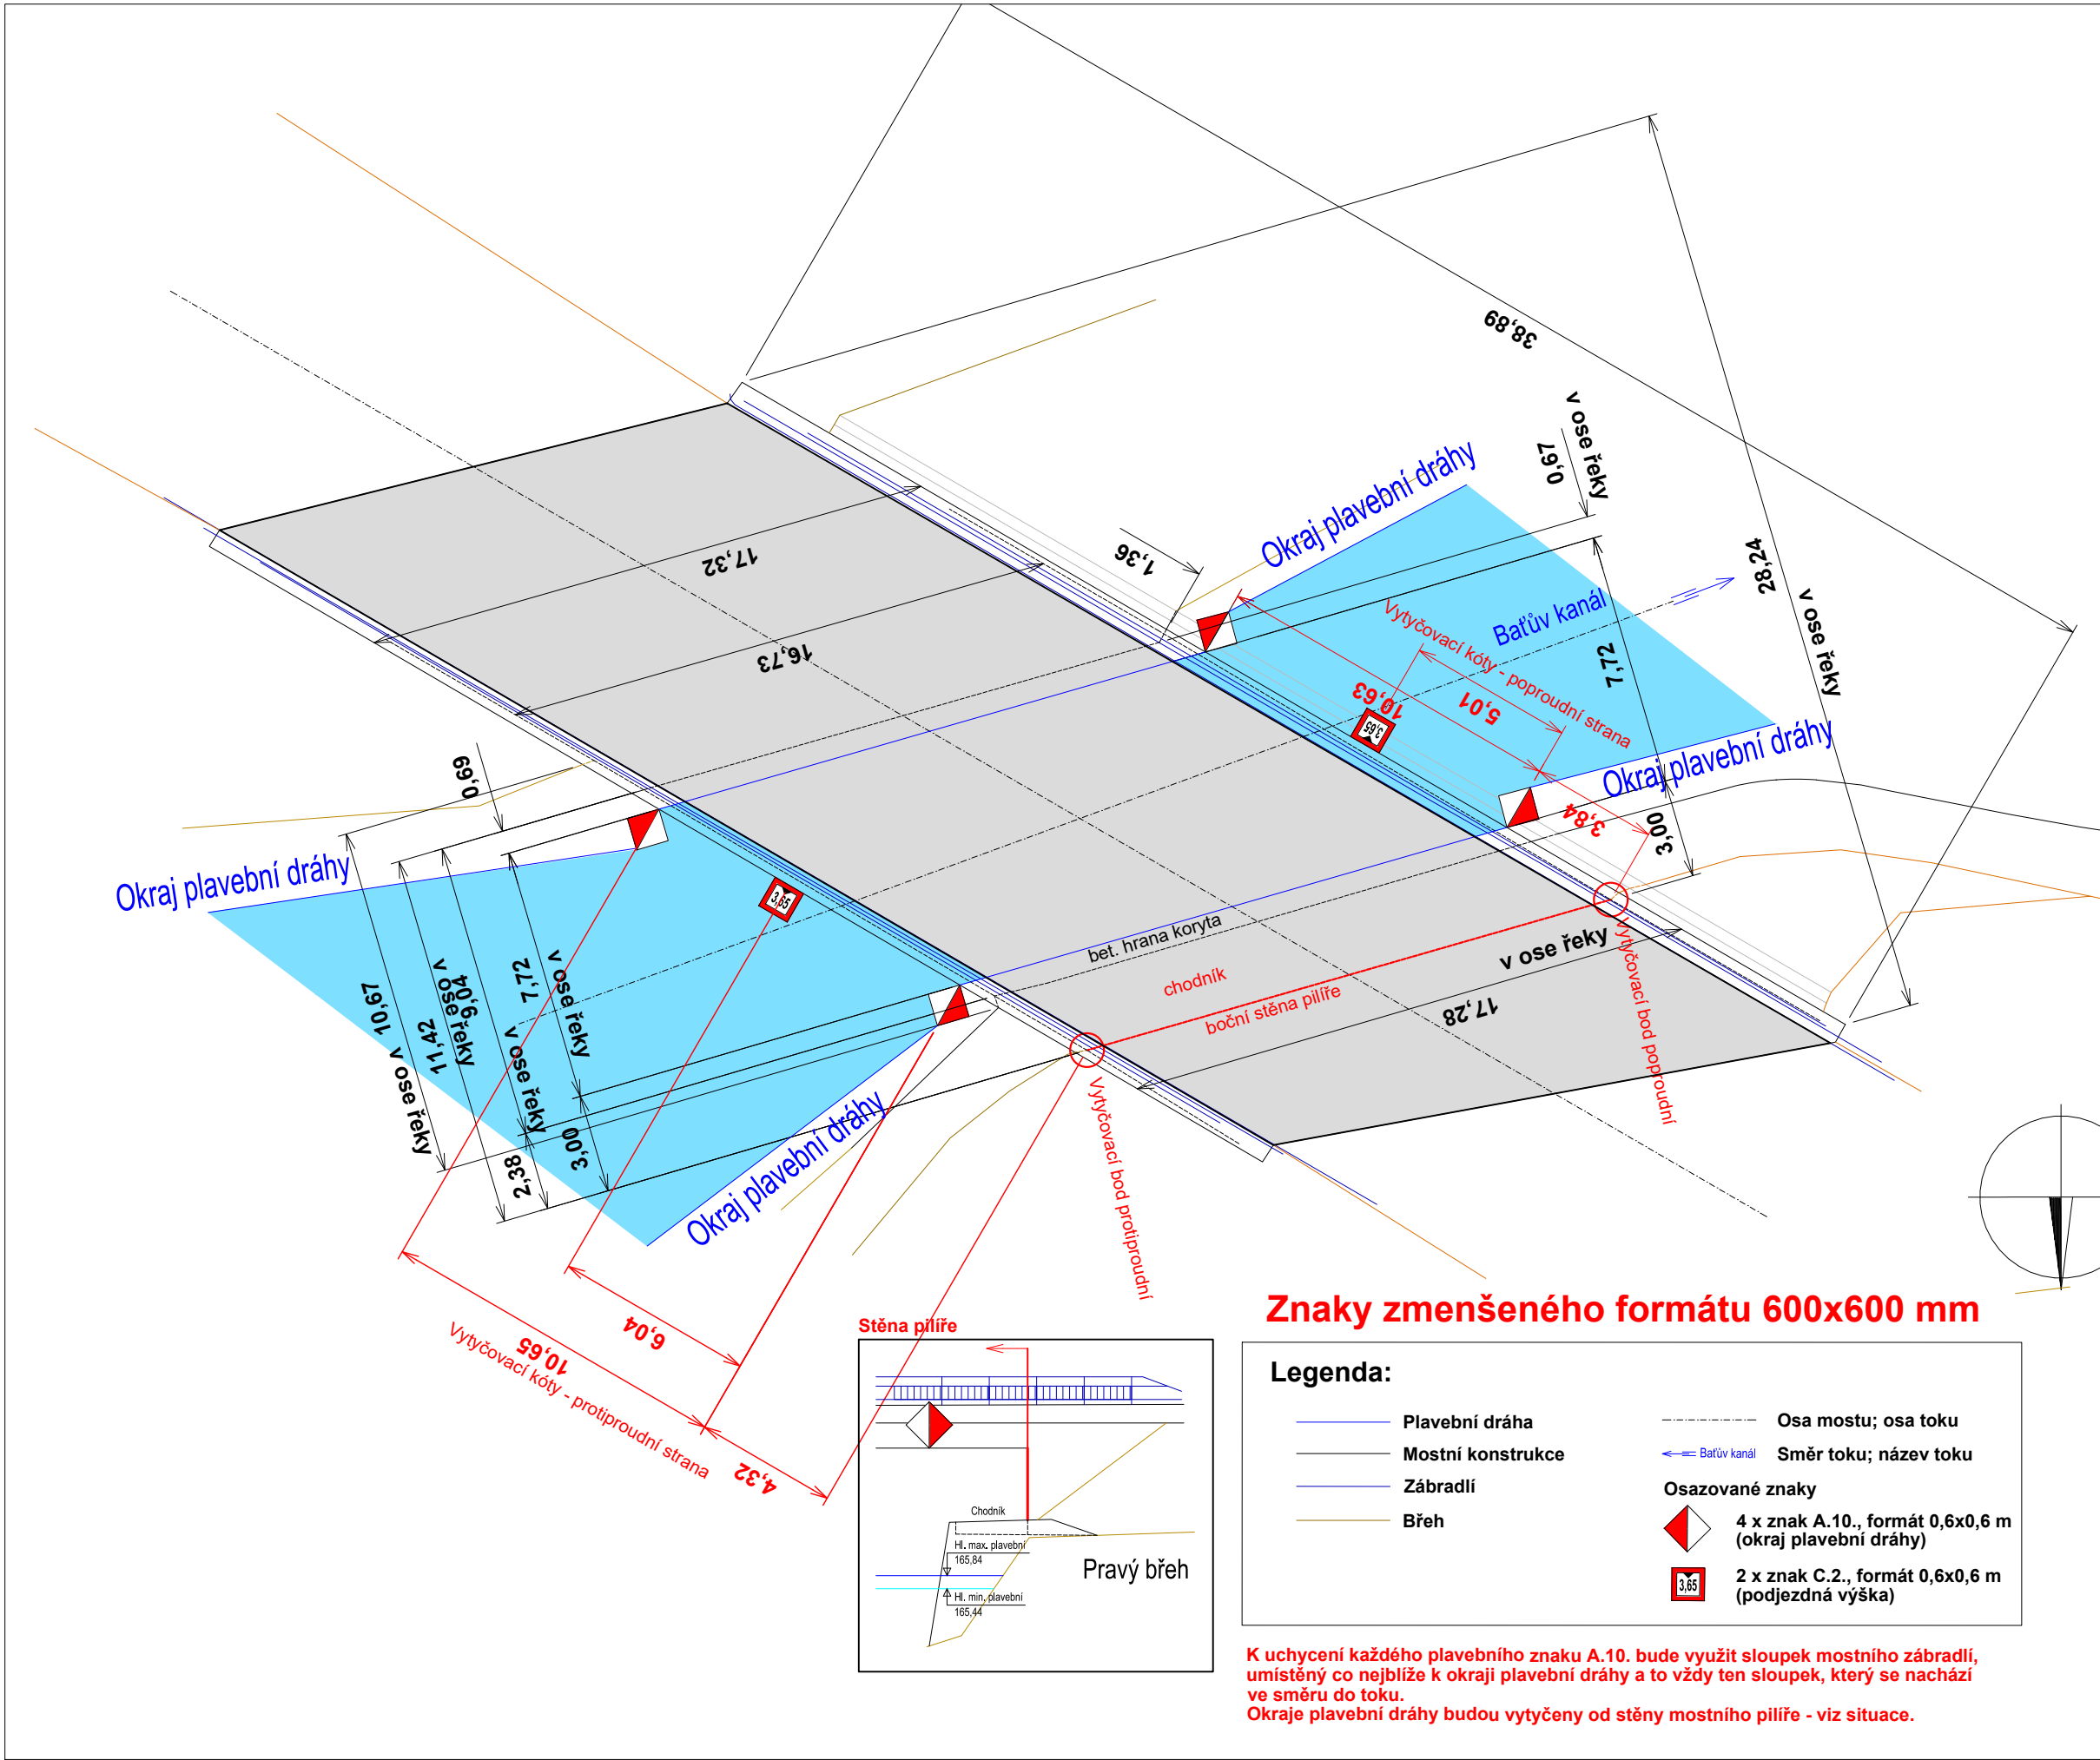 38,89
v ose řeky
0,67
Okraj plavební dráhy
28,24
v ose řeky
1,36
17,32
16,73
Baťův kanál
Vytyčovací kóty - poproudní strana
7,72
10,63
5,01
3,65
Okraj plavební dráhy
3,84
3,00
0,69
Okraj plavební dráhy
3,65
bet. hrana koryta
v ose řeky
chodník
boční stěna pilíře
17,28
Vytyčovací bod poproudní
10,67
v ose řeky
11,42
v ose řeky
9,04
v ose řeky
7,72
v ose řeky
3,00
2,38
Okraj plavební dráhy
Vytyčovací bod protiproudní
6,04
10,65
Vytyčovací kóty - protiproudní strana
4,32
Stěna pilíře
Chodník
Hl. max. plavební
165,84
Hl. min. plavební
165,44
Pravý břeh
Znaky zmenšeného formátu 600x600 mm
Legenda:
Plavební dráha
Mostní konstrukce
Zábradlí
Břeh
Osa mostu; osa toku
Baťův kanál
Směr toku; název toku
Osazované znaky
4 x znak A.10., formát 0,6x0,6 m
(okraj plavební dráhy)
3,65
2 x znak C.2., formát 0,6x0,6 m
(podjezdná výška)
K uchycení každého plavebního znaku A.10. bude využit sloupek mostního zábradlí,
umístěný co nejblíže k okraji plavební dráhy a to vždy ten sloupek, který se nachází
ve směru do toku.
Okraje plavební dráhy budou vytyčeny od stěny mostního pilíře - viz situace.